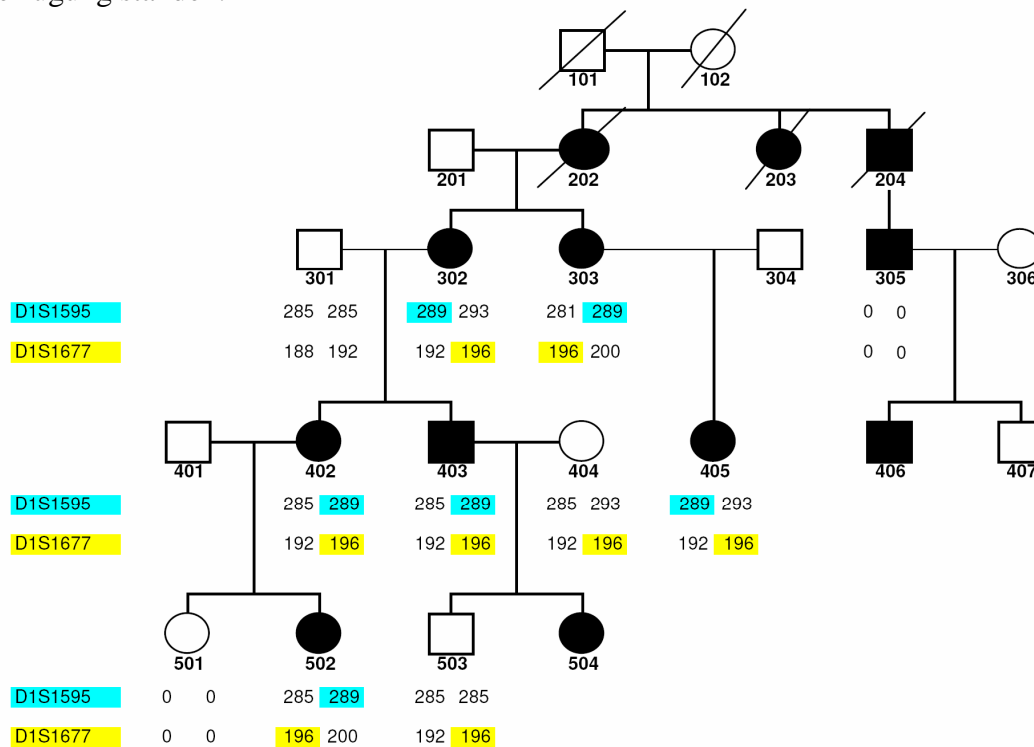 101 102
201 202 203 204
301 302 303 304 305 306
D1S1595 285 285 289 293 281 289 0 0
D1S1677 188 192 192 196 196 200 0 0
401 402 403 404 405 406 407
D1S1595 285 289 285 289 285 293 289 293
D1S1677 192 196 192 196 192 196 192 196
501 502 503 504
D1S1595 0 0 285 289 285 285
D1S1677 0 0 196 200 192 196